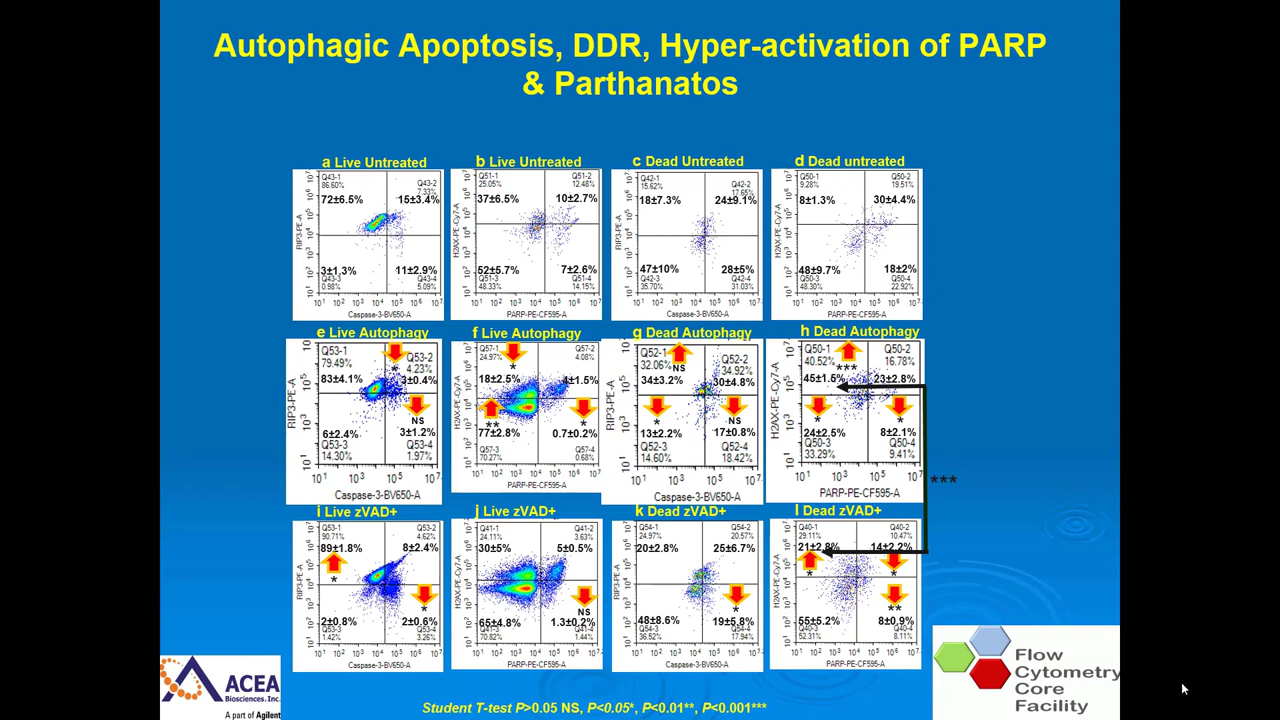 Autophagic Apoptosis, DDR, Hyper-activation of PARP
& Parthanatos
a Live Untreated
Q43-1
86.60%
Q43-2
7.33%
72±6.5%
15±3.4%
3±1.3%
11±2.9%
Q43-3
0.98%
Q43-4
5.09%
RIP3-PE-A
Caspase-3-BV650-A
b Live Untreated
Q51-1
25.05%
Q51-2
12.48%
37±6.5%
10±2.7%
52±5.7%
7±2.6%
Q51-3
48.33%
Q51-4
14.15%
H2AX-PE-Cy7-A
PARP-PE-CF595-A
c Dead Untreated
Q42-1
15.62%
Q42-2
17.65%
18±7.3%
24±9.1%
47±10%
28±5%
Q42-3
35.70%
Q42-4
31.03%
RIP3-PE-A
Caspase-3-BV650-A
d Dead untreated
Q50-1
9.28%
Q50-2
19.51%
8±1.3%
30±4.4%
48±9.7%
18±2%
Q50-3
48.30%
Q50-4
22.92%
H2AX-PE-Cy7-A
PARP-PE-CF595-A
e Live Autophagy
Q53-1
79.49%
Q53-2
4.23%
*
83±4.1%
3±0.4%
NS
6±2.4%
3±1.2%
Q53-3
14.30%
Q53-4
1.97%
RIP3-PE-A
Caspase-3-BV650-A
f Live Autophagy
Q57-1
24.97%
Q57-2
4.08%
*
18±2.5%
4±1.5%
**
*
77±2.8%
0.7±0.2%
Q57-3
70.27%
Q57-4
0.68%
H2AX-PE-Cy7-A
PARP-PE-CF595-A
g Dead Autophagy
Q52-1
32.06%
NS
Q52-2
34.92%
34±3.2%
30±4.8%
*
NS
13±2.2%
17±0.8%
Q52-3
14.60%
Q52-4
18.42%
RIP3-PE-A
Caspase-3-BV650-A
h Dead Autophagy
Q50-1
40.52%
Q50-2
16.78%
***
45±1.5%
23±2.8%
*
*
24±2.5%
8±2.1%
Q50-3
33.29%
Q50-4
9.41%
H2AX-PE-Cy7-A
PARP-PE-CF595-A
***
i Live zVAD+
Q53-1
90.71%
Q53-2
4.62%
89±1.8%
8±2.4%
*
*
2±0.8%
2±0.6%
Q53-3
1.42%
Q53-4
3.26%
RIP3-PE-A
Caspase-3-BV650-A
j Live zVAD+
Q41-1
24.11%
Q41-2
3.63%
30±5%
5±0.5%
NS
65±4.8%
1.3±0.2%
Q41-3
70.82%
Q41-4
1.44%
H2AX-PE-Cy7-A
PARP-PE-CF595-A
k Dead zVAD+
Q54-1
24.97%
Q54-2
20.57%
20±2.8%
25±6.7%
*
48±8.6%
19±5.8%
Q54-3
36.52%
Q54-4
17.94%
RIP3-PE-A
Caspase-3-BV650-A
l Dead zVAD+
Q40-1
29.11%
Q40-2
10.47%
21±2.8%
14±2.2%
*
*
**
55±5.2%
8±0.9%
Q40-3
52.31%
Q40-4
8.11%
H2AX-PE-Cy7-A
PARP-PE-CF595-A
ACEA
Biosciences. Inc.
A part of Agilent
Student T-test P>0.05 NS, P<0.05*, P<0.01**, P<0.001***
Flow
Cytometry
Core
Facility